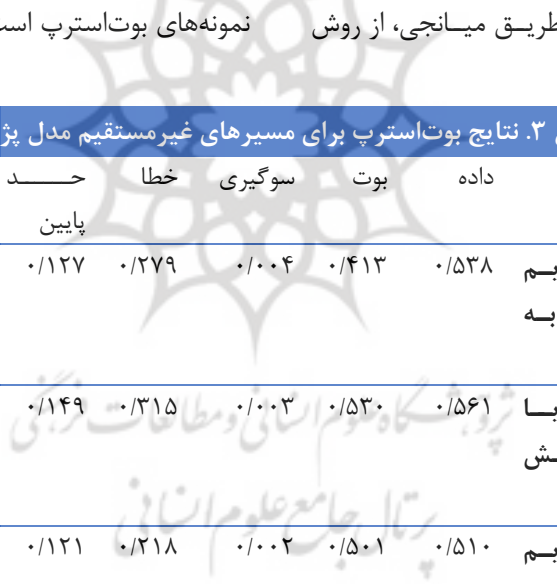 طریق میانجی، از روش نمونه‌های بوت‌استرپ است
۳. نتایج بوت‌استرپ برای مسیرهای غیرمستقیم مدل
داده بوت سوگیری خطا حد
پایین
۰/۵۳۸ ۰/۴۱۳ ۰/۰۰۴ ۰/۲۷۹ ۰/۱۲۷
به
با ۰/۵۶۱ ۰/۵۳۰ ۰/۰۰۳ ۰/۳۱۵ ۰/۱۴۹
پژوهشگاه علوم انسانی و مطالعات فرهنگی
پرتال جامع علوم انسانی
۰/۵۱۰ ۰/۵۰۱ ۰/۰۰۲ ۰/۲۱۸ ۰/۱۲۱